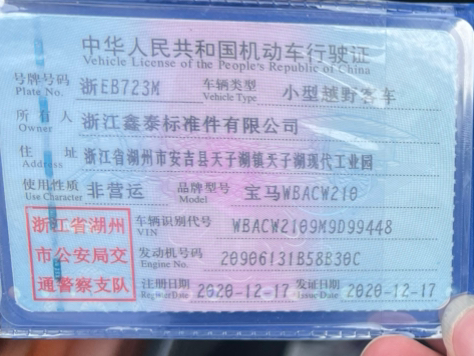 中华人民共和国机动车行驶证
Vehicle License of the People's Republic of China
号牌号码 浙EB723M 车辆类型 小型越野客车
Plate No. Vehicle Type
所有人 浙江鑫泰标准件有限公司
Owner
住址 浙江省湖州市安吉县天子湖镇天子湖现代工业园
Address
使用性质 非营运 品牌型号 宝马WBACW210
Use Character Model
浙江省湖州 车辆识别代号 WBACW2109M9D99448
VIN
市公安局交 发动机号码 20906131B58B30C
Engine No.
通警察支队 注册日期 2020-12-17 发证日期 2020-12-17
Register Date Issue Date